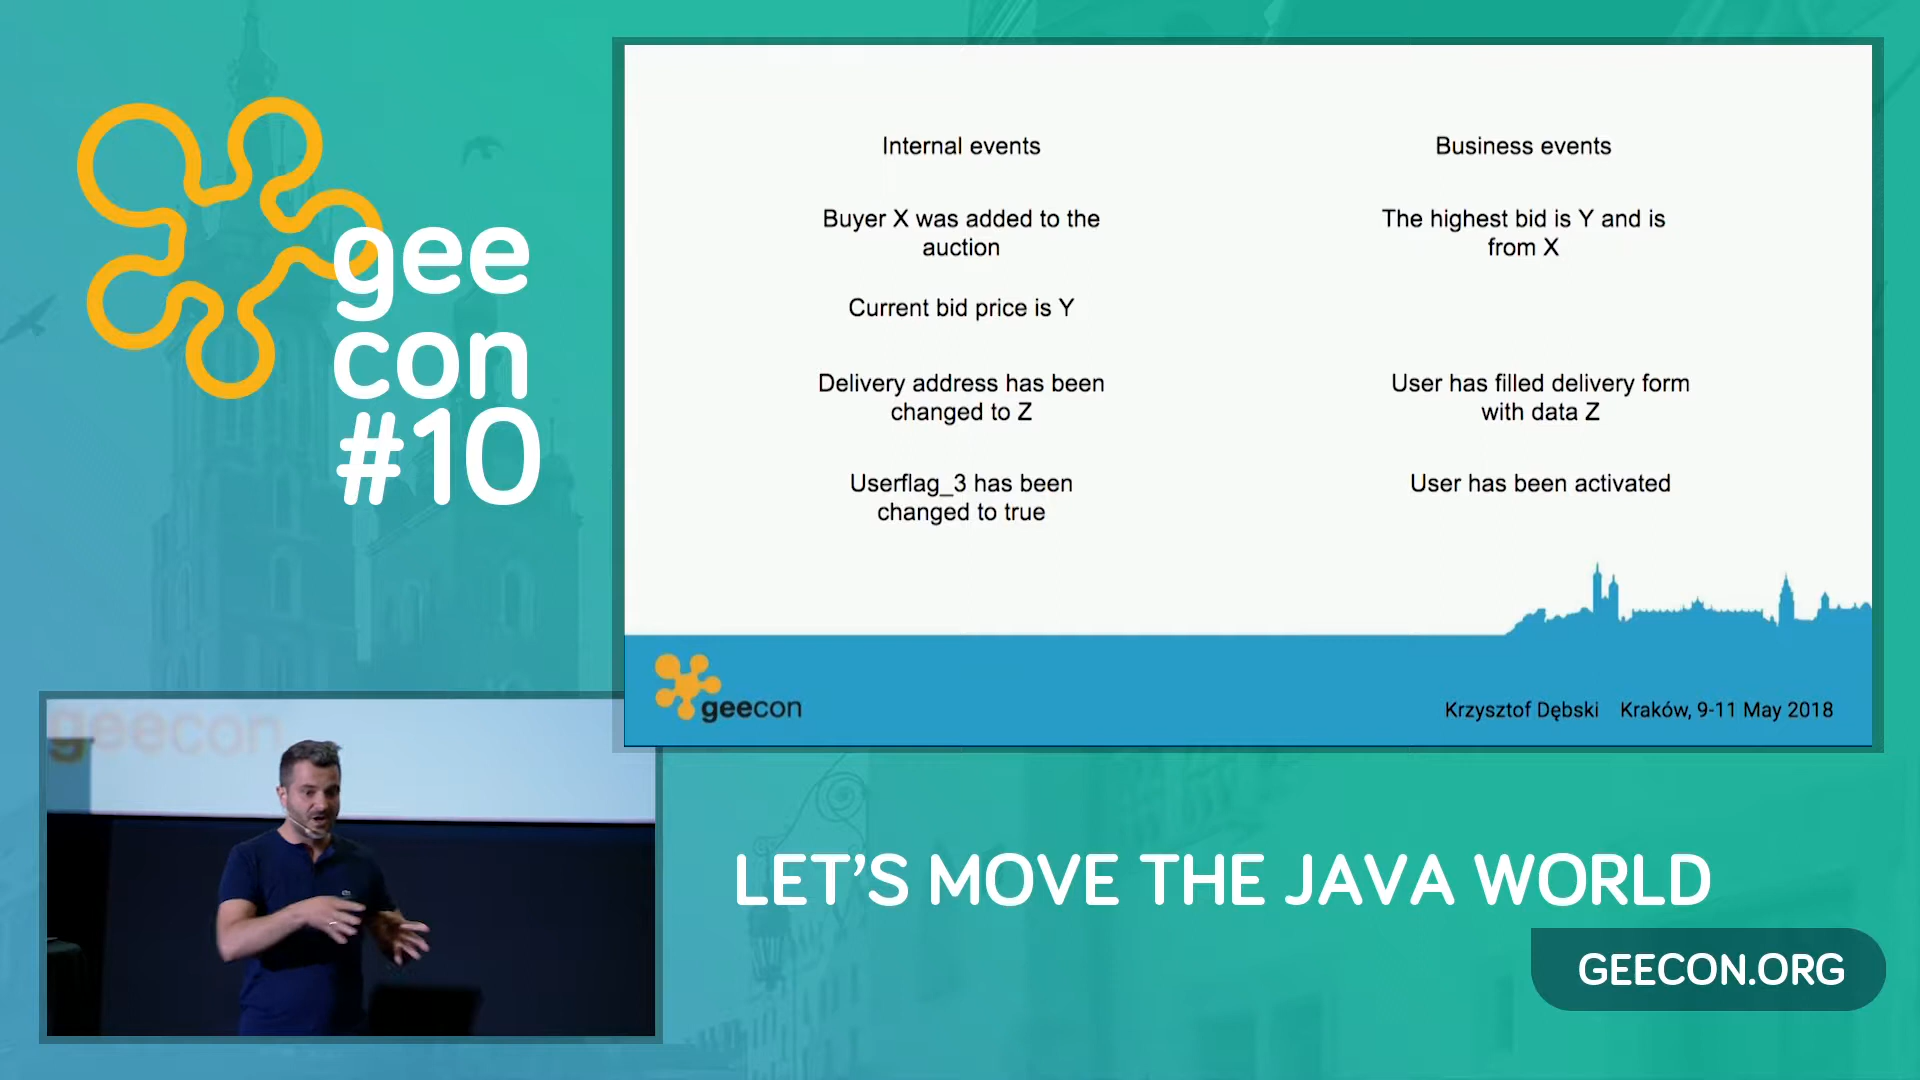 gee
con
#10
Internal events
Business events
Buyer X was added to the
auction
The highest bid is Y and is
from X
Current bid price is Y
Delivery address has been
changed to Z
User has filled delivery form
with data Z
Userflag_3 has been
changed to true
User has been activated
geecon
Krzysztof Dębski Kraków, 9-11 May 2018
geecon
LET'S MOVE THE JAVA WORLD
GEECON.ORG